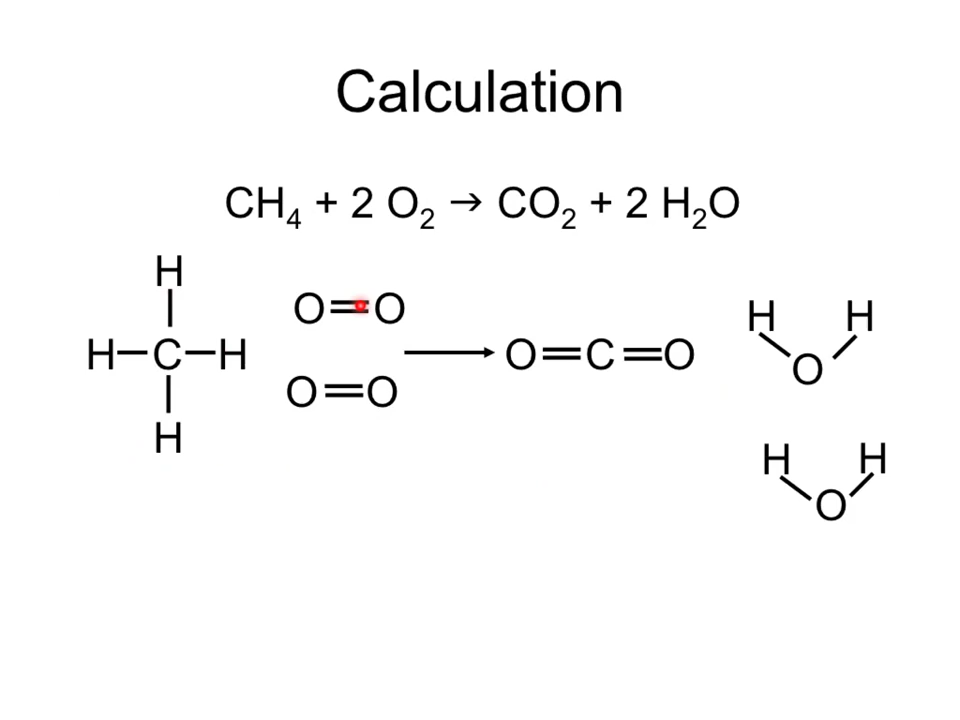 Calculation
CH₄ + 2 O₂ → CO₂ + 2 H₂O
H
O=O H H
H–C–H → O=C=O O
O=O
H H H
O